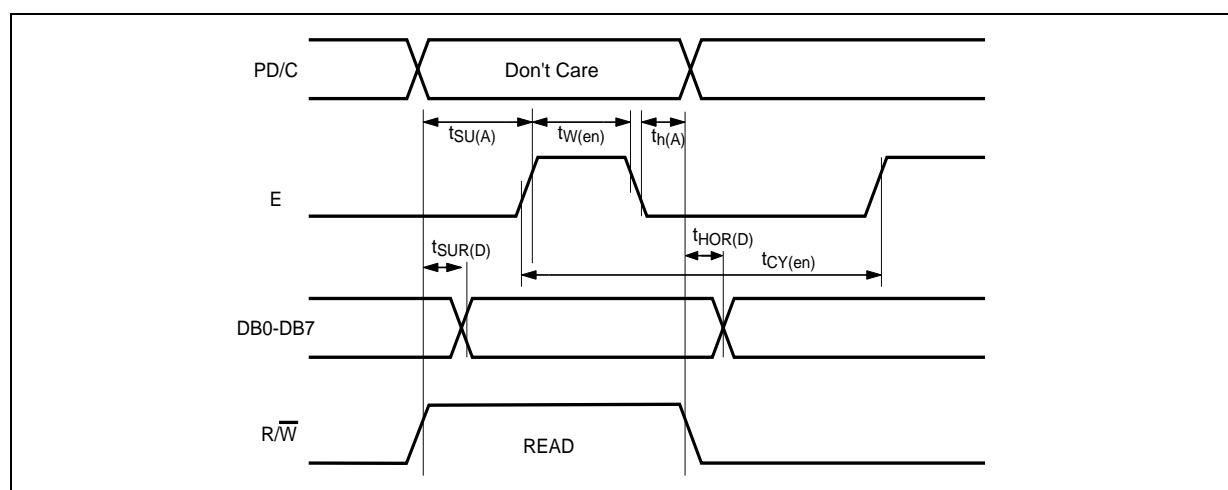 PD/C
Don't Care
tSU(A)
tW(en)
th(A)
E
tSUR(D)
tHOR(D)
tCY(en)
DB0-DB7
R/W̅
READ